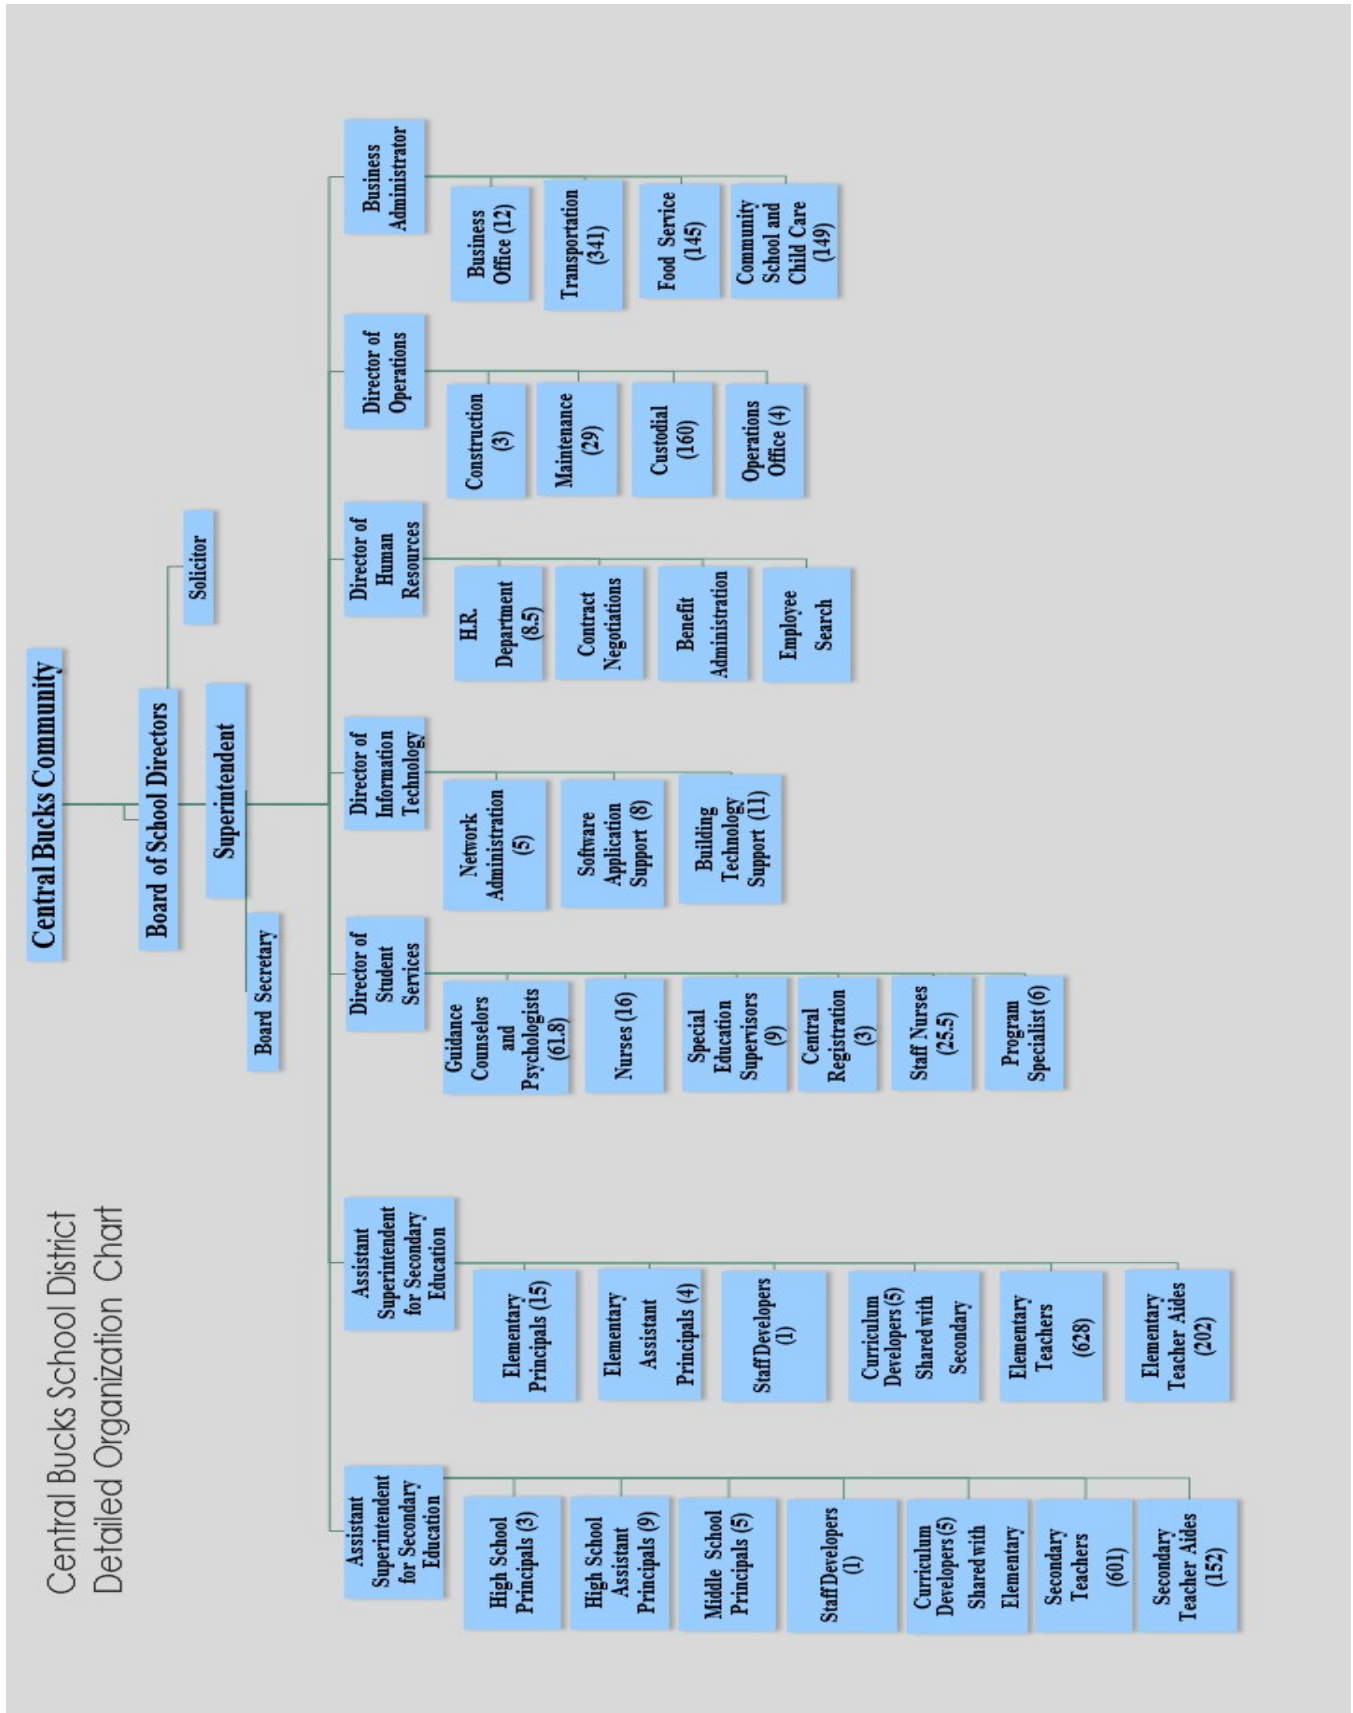 Central Bucks School District
Detailed Organization Chart
Central Bucks Community
Board of School Directors
Solicitor
Superintendent
Board Secretary
Assistant
Superintendent
for Secondary
Education
High School
Principals (3)
High School
Assistant
Principals (9)
Middle School
Principals (5)
Staff Developers
(1)
Curriculum
Developers (5)
Shared with
Elementary
Secondary
Teachers
(601)
Secondary
Teacher Aides
(152)
Assistant
Superintendent
for Secondary
Education
Elementary
Principals (15)
Elementary
Assistant
Principals (4)
Staff Developers
(1)
Curriculum
Developers (5)
Shared with
Secondary
Elementary
Teachers
(628)
Elementary
Teacher Aides
(202)
Director of
Student
Services
Guidance
Counselors
and
Psychologists
(61.8)
Nurses (16)
Special
Education
Supervisors
(9)
Central
Registration
(3)
Staff Nurses
(25.5)
Program
Specialist (6)
Director of
Information
Technology
Network
Administration
(5)
Software
Application
Support (8)
Building
Technology
Support (11)
Director of
Human
Resources
H.R.
Department
(8.5)
Contract
Negotiations
Benefit
Administration
Employee
Search
Director of
Operations
Construction
(3)
Maintenance
(29)
Custodial
(160)
Operations
Office (4)
Business
Administrator
Business
Office (12)
Transportation
(341)
Food Service
(145)
Community
School and
Child Care
(149)